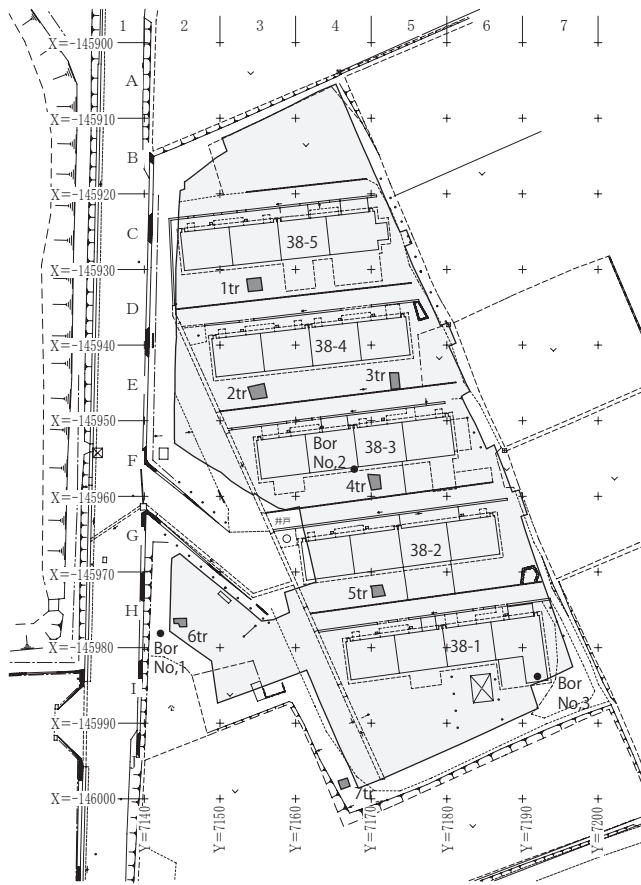 1 2 3 4 5 6 7
X=-145900
A
X=-145910
B
X=-145920
C
38-5
X=-145930
1tr
D
X=-145940
38-4
3tr
E
2tr
X=-145950
Bor
No,2
38-3
F
4tr
X=-145960
井戸
G
38-2
X=-145970
5tr
H
6tr
38-1
X=-145980
Bor
No,1
I
Bor
No,3
X=-145990
7tr
X=-146000
Y=7140
Y=7150
Y=7160
Y=7170
Y=7180
Y=7190
Y=7200